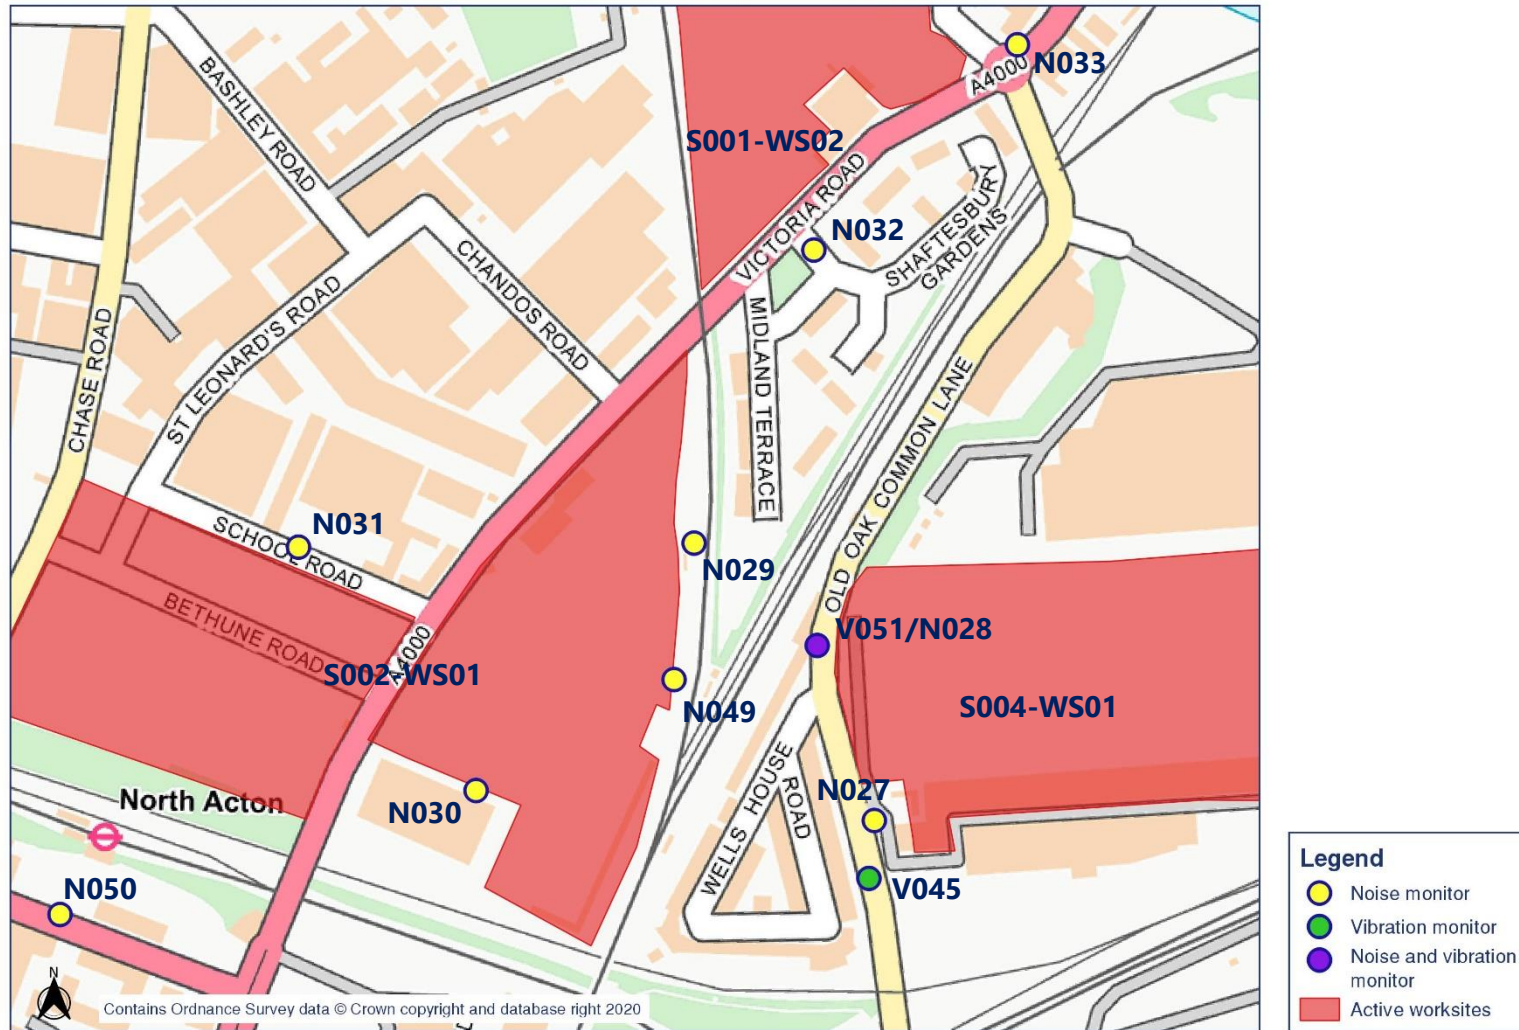 N033
A4000
BASHLEY ROAD
S001-WS02
VICTORIA ROAD
SHAFTESBURY
GARDENS
N032
CHANDOS ROAD
ST LEONARD'S ROAD
CHASE ROAD
MIDLAND TERRACE
OLD OAK COMMON LANE
N031
SCHOOL ROAD
N029
BETHUNE ROAD
A4000
S002-WS01
V051/N028
N049
S004-WS01
WELLS HOUSE
ROAD
N027
North Acton
N030
N050
V045
N
Contains Ordnance Survey data © Crown copyright and database right 2020
Legend
Noise monitor
Vibration monitor
Noise and vibration
monitor
Active worksites